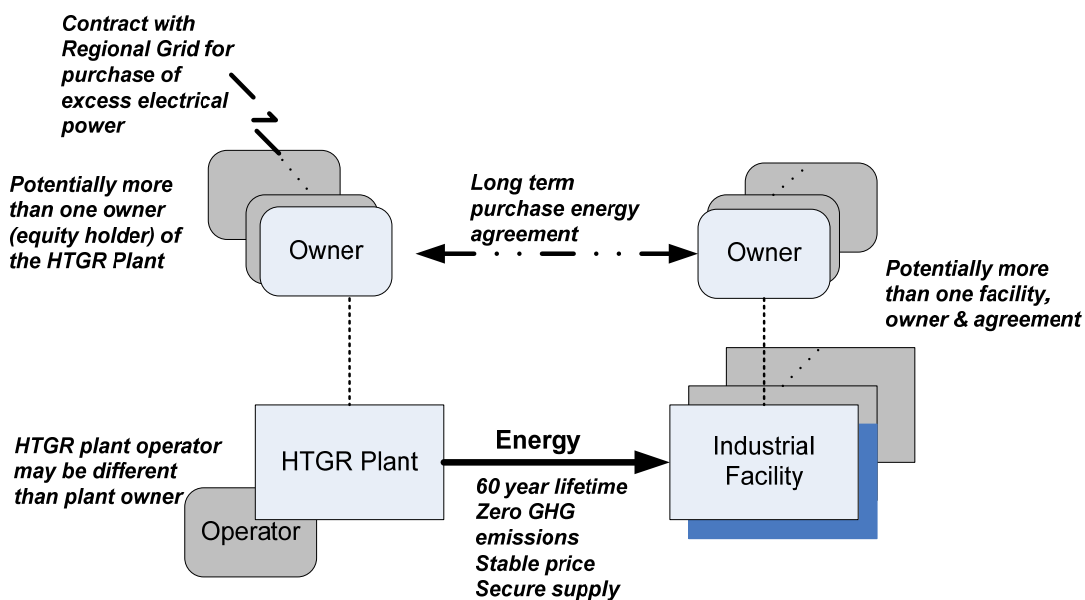 Contract with
Regional Grid for
purchase of
excess electrical
power
Potentially more
than one owner
(equity holder) of
the HTGR Plant
Owner
Long term
purchase energy
agreement
Owner
Potentially more
than one facility,
owner & agreement
HTGR plant operator
may be different
than plant owner
Operator
HTGR Plant
Energy
60 year lifetime
Zero GHG
emissions
Stable price
Secure supply
Industrial
Facility